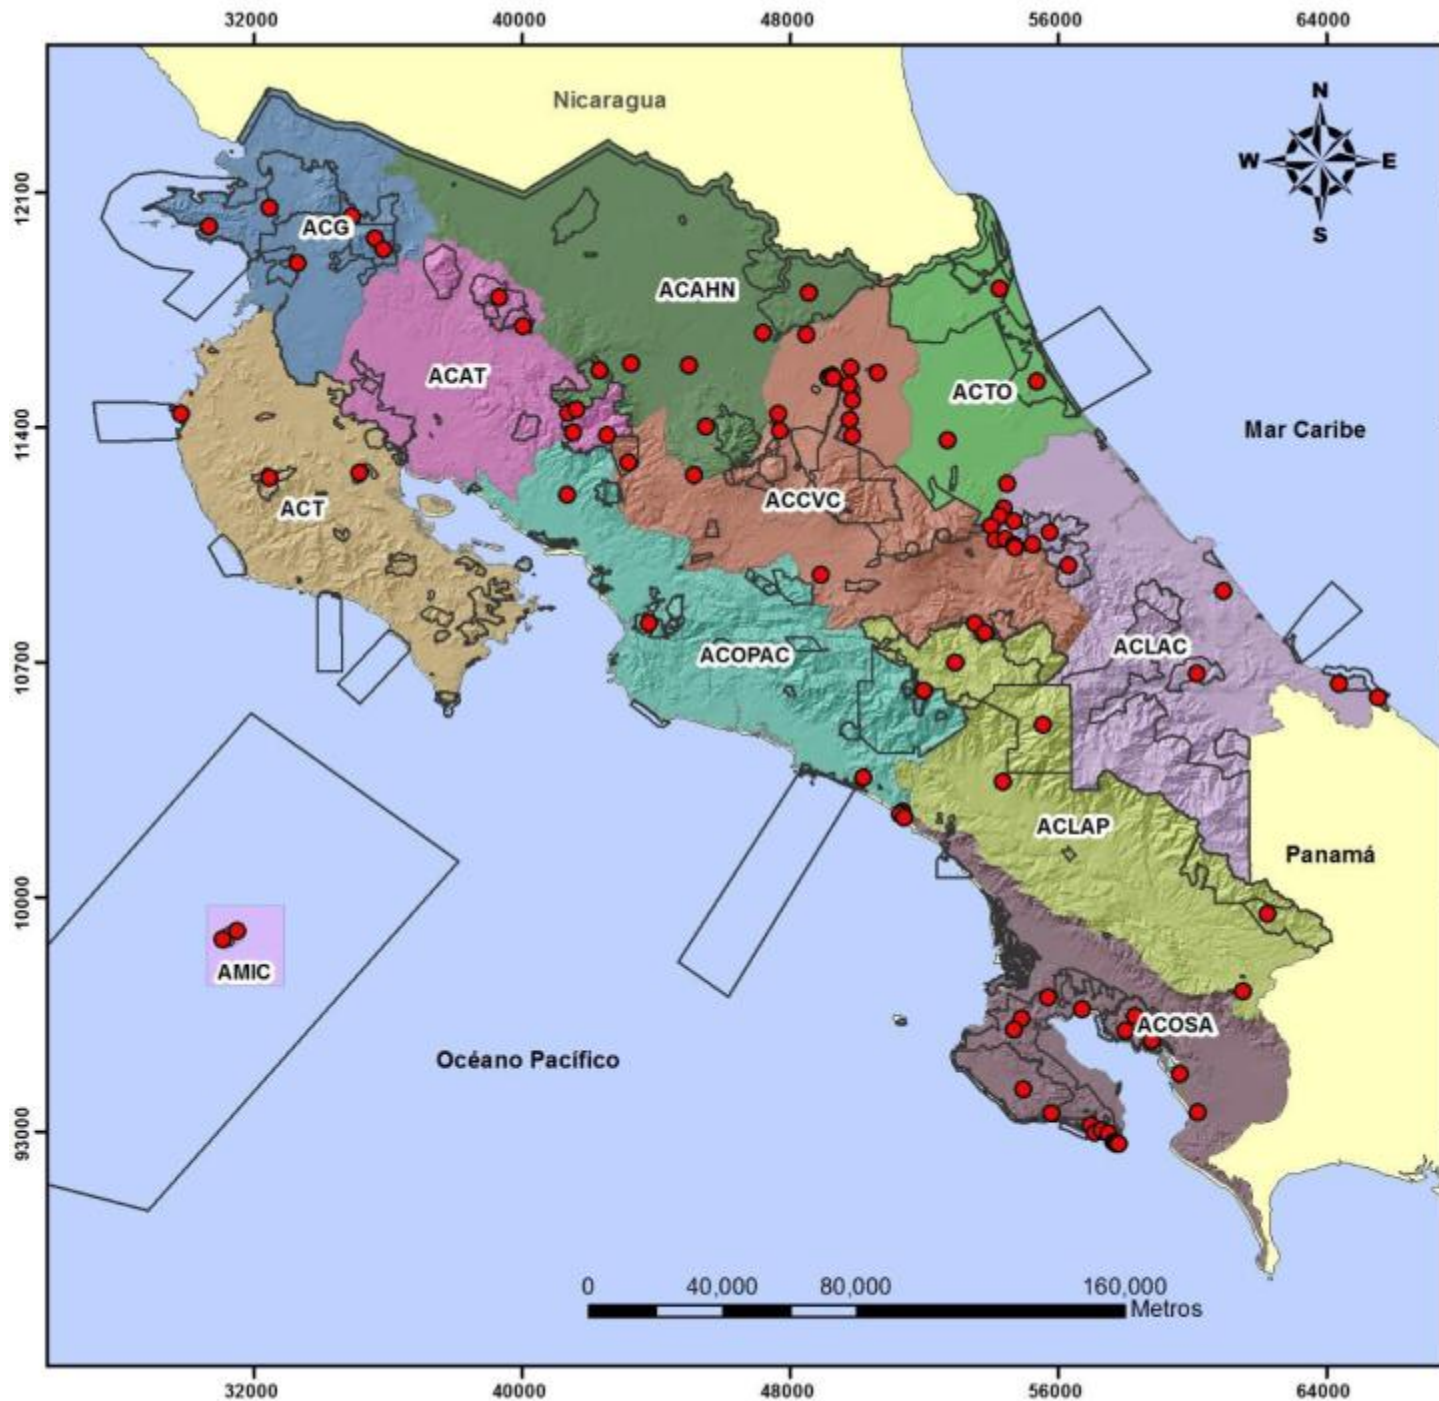 32000 40000 48000 56000 64000
Nicaragua
N
W E
S
12100
ACG
ACAHN
ACAT
ACTO
11400
Mar Caribe
ACT
ACCVC
10700
ACOPAC
ACLAC
ACLAP
Panamá
10000
AMIC
ACOSA
Océano Pacífico
93000
0 40,000 80,000 160,000
Metros
32000 40000 48000 56000 64000